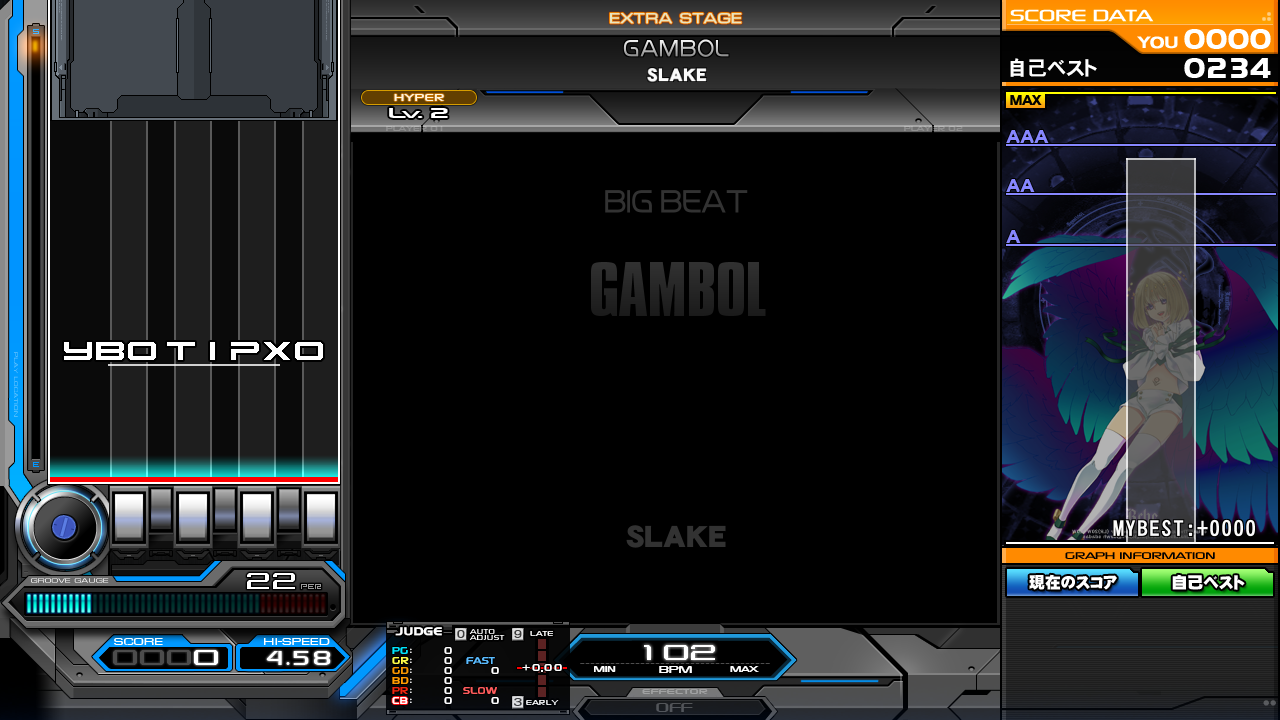 EXTRA STAGE
GAMBOL
SLAKE
HYPER
Lv. 2
PLAYER 01
PLAYER 02
BIG BEAT
GAMBOL
SLAKE
YBOTIPXO
S
E
GROOVE GAUGE
22 PER
SCORE
0000
HI-SPEED
4.58
JUDGE
0 AUTO ADJUST
9 LATE
PG: 0
GR: 0
GD: 0
BD: 0
PR: 0
CB: 0
FAST
0
SLOW
0
+0.00
3 EARLY
102
MIN BPM MAX
EFFECTOR
OFF
SCORE DATA
YOU 0000
自己ベスト 0234
MAX
AAA
AA
A
MYBEST:+0000
GRAPH INFORMATION
現在のスコア
自己ベスト